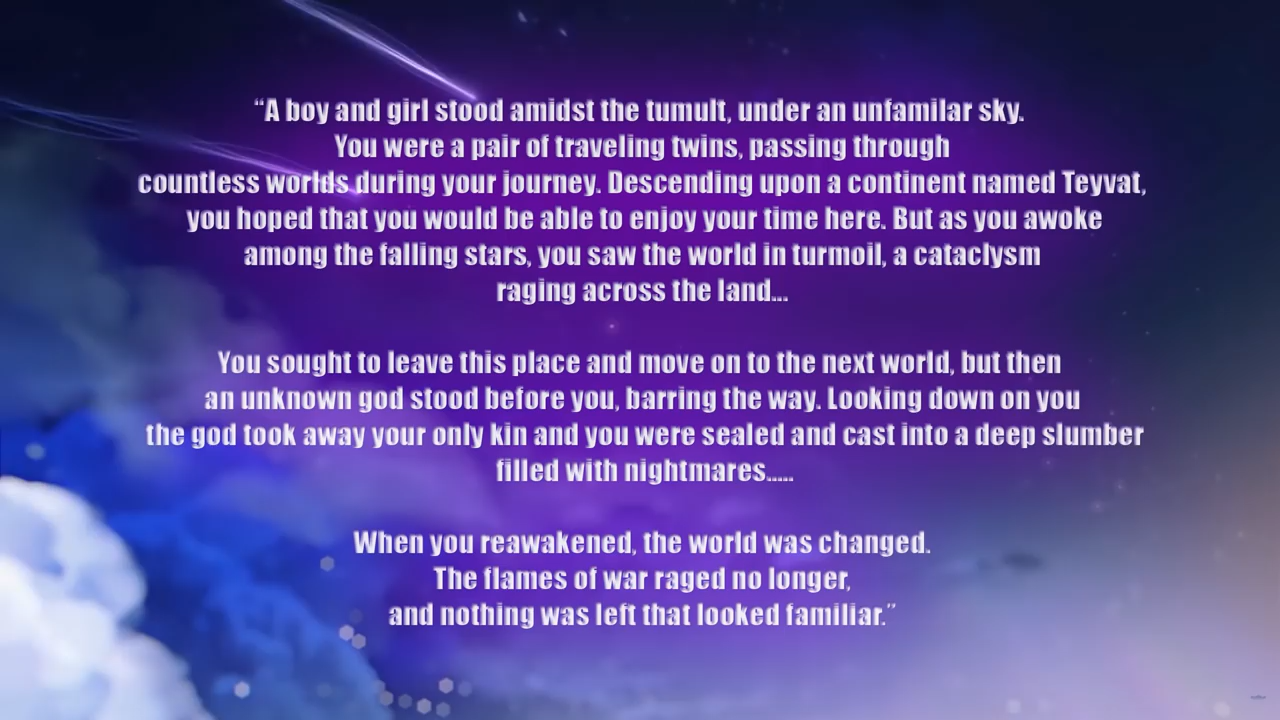 “A boy and girl stood amidst the tumult, under an unfamilar sky.
You were a pair of traveling twins, passing through
countless worlds during your journey. Descending upon a continent named Teyvat,
you hoped that you would be able to enjoy your time here. But as you awoke
among the falling stars, you saw the world in turmoil, a cataclysm
raging across the land...
You sought to leave this place and move on to the next world, but then
an unknown god stood before you, barring the way. Looking down on you
the god took away your only kin and you were sealed and cast into a deep slumber
filled with nightmares.....
When you reawakened, the world was changed.
The flames of war raged no longer,
and nothing was left that looked familiar.”